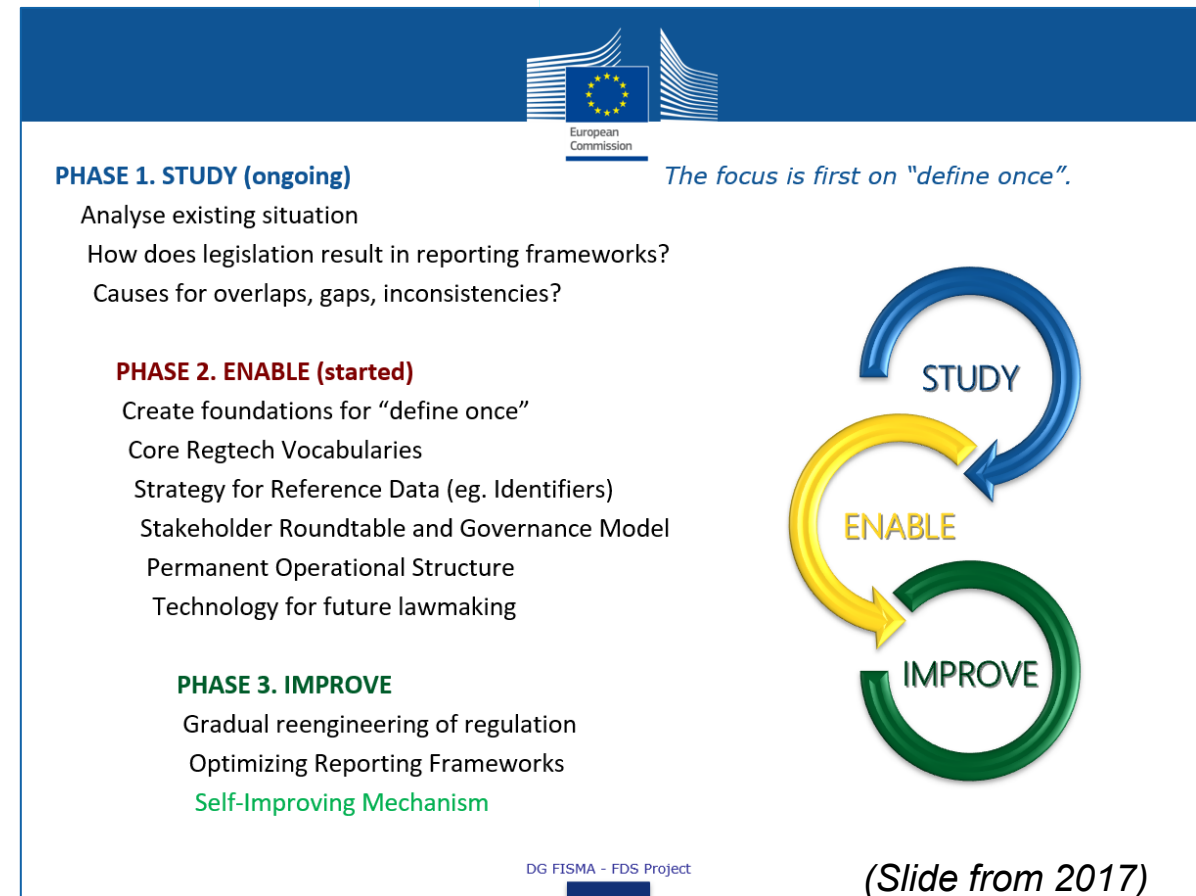 European
Commission
PHASE 1. STUDY (ongoing)
The focus is first on “define once”.
Analyse existing situation
How does legislation result in reporting frameworks?
Causes for overlaps, gaps, inconsistencies?
PHASE 2. ENABLE (started)
Create foundations for “define once”
Core Regtech Vocabularies
Strategy for Reference Data (eg. Identifiers)
Stakeholder Roundtable and Governance Model
Permanent Operational Structure
Technology for future lawmaking
PHASE 3. IMPROVE
Gradual reengineering of regulation
Optimizing Reporting Frameworks
Self-Improving Mechanism
STUDY
ENABLE
IMPROVE
DG FISMA - FDS Project
(Slide from 2017)